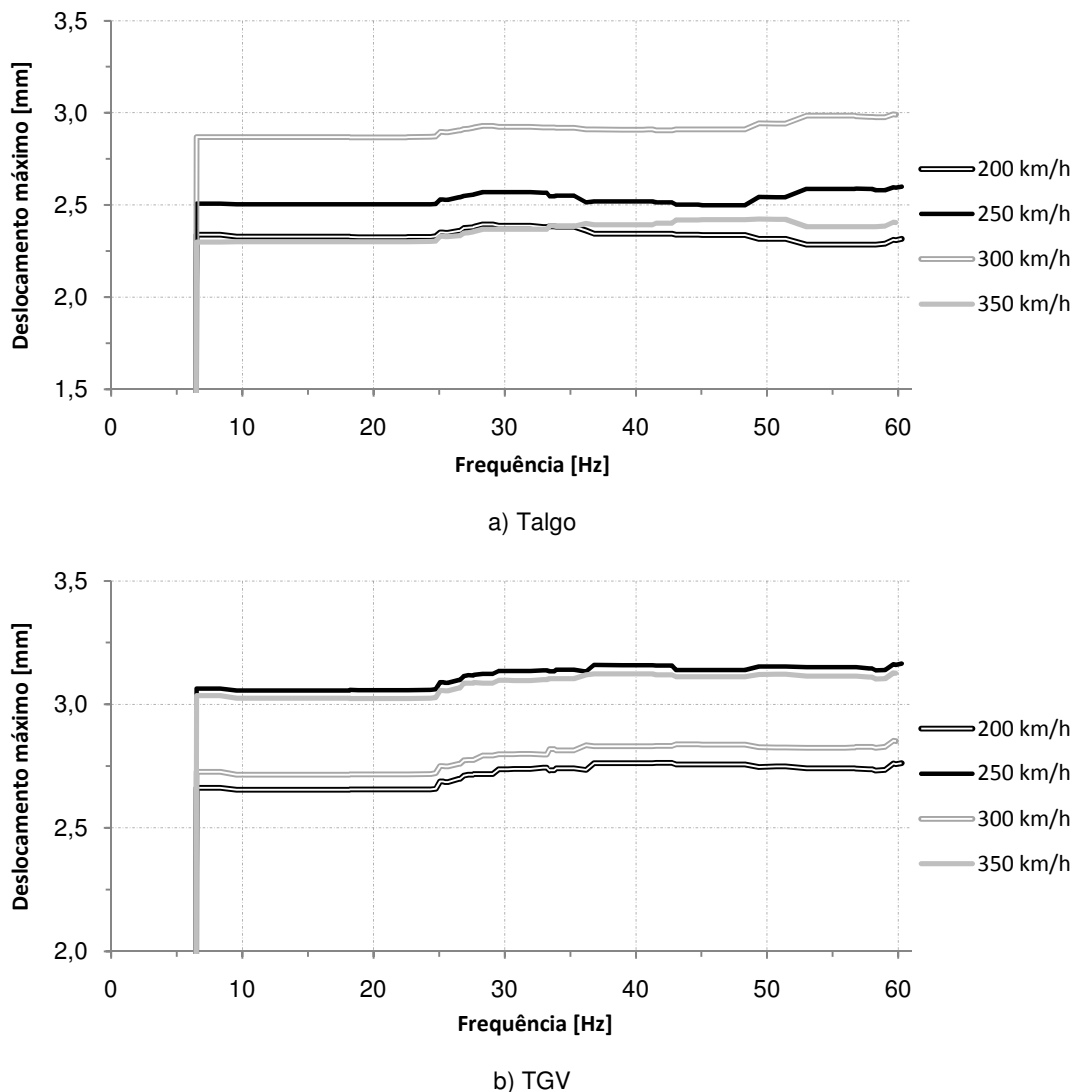 3,5
3,0
2,5
2,0
1,5
Deslocamento máximo [mm]
0 10 20 30 40 50 60
Frequência [Hz]
200 km/h
250 km/h
300 km/h
350 km/h
a) Talgo
3,5
3,0
2,5
2,0
Deslocamento máximo [mm]
0 10 20 30 40 50 60
Frequência [Hz]
200 km/h
250 km/h
300 km/h
350 km/h
b) TGV